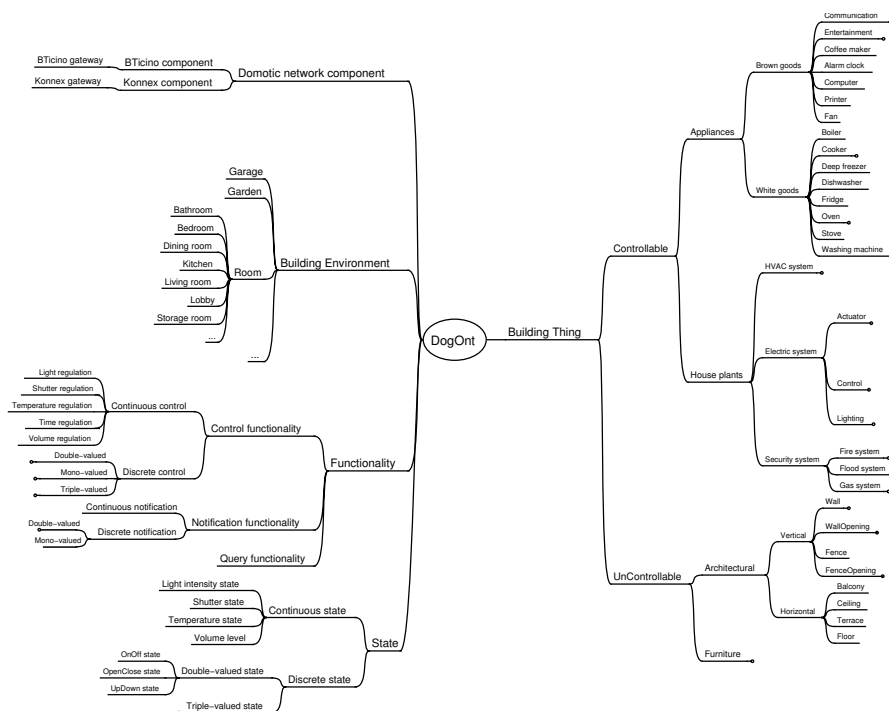 DogOnt
Domotic network component
BTicino component
BTicino gateway
Konnex component
Konnex gateway
Building Environment
Garage
Garden
Room
Bathroom
Bedroom
Dining room
Kitchen
Living room
Lobby
Storage room
...
...
Functionality
Control functionality
Continuous control
Light regulation
Shutter regulation
Temperature regulation
Time regulation
Volume regulation
Discrete control
Double−valued
Mono−valued
Triple−valued
Notification functionality
Continuous notification
Discrete notification
Double−valued
Mono−valued
Query functionality
State
Continuous state
Light intensity state
Shutter state
Temperature state
Volume level
Discrete state
Double−valued state
OnOff state
OpenClose state
UpDown state
Triple−valued state
Building Thing
Controllable
Appliances
Brown goods
Communication
Entertainment
Coffee maker
Alarm clock
Computer
Printer
Fan
White goods
Boiler
Cooker
Deep freezer
Dishwasher
Fridge
Oven
Stove
Washing machine
House plants
HVAC system
Electric system
Actuator
Control
Lighting
Security system
Fire system
Flood system
Gas system
UnControllable
Architectural
Vertical
Wall
WallOpening
Fence
FenceOpening
Horizontal
Balcony
Ceiling
Terrace
Floor
Furniture